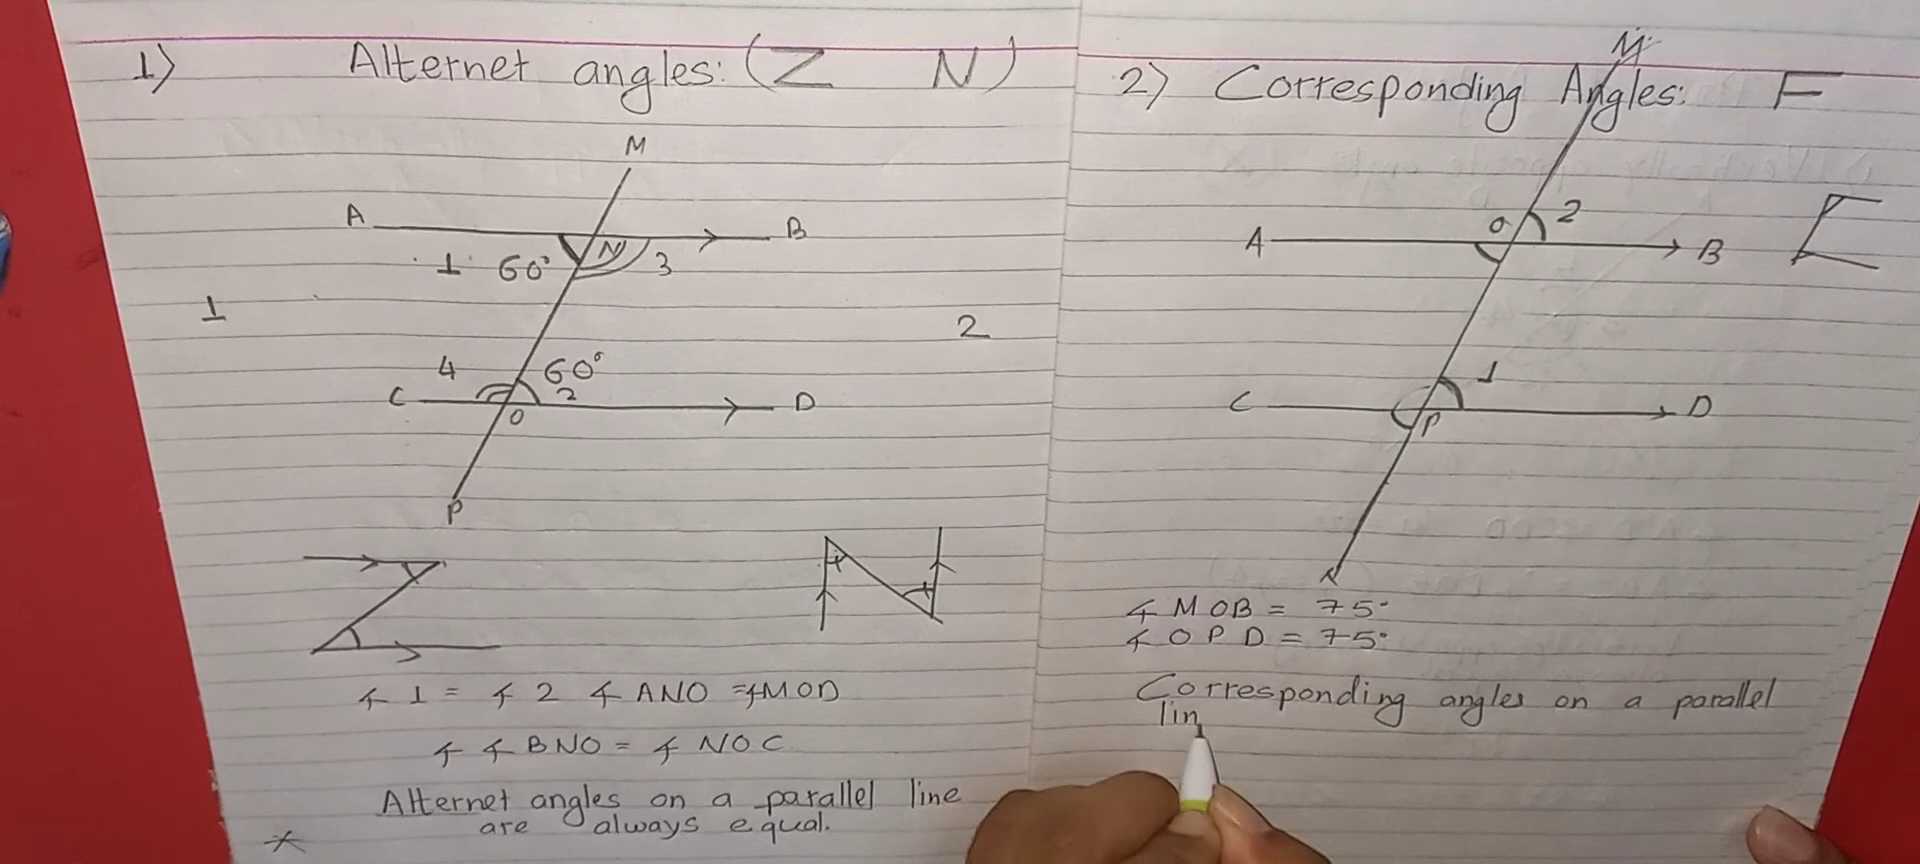 1) Alternet angles: (Z N)
M
A B
N
1 60° 3
1
4 60°
C 2 D
O
P
∡ 1 = ∡ 2 ∡ ANO = ∡MOD
∡ ∡ BNO = ∡ NOC
Alternet angles on a parallel line
are always equal.
2
2) Corresponding Angles: F
M
O 2
A B
1
C D
P
N
∡ MOB = 75°
∡ OPD = 75°
Corresponding angles on a parallel
lin